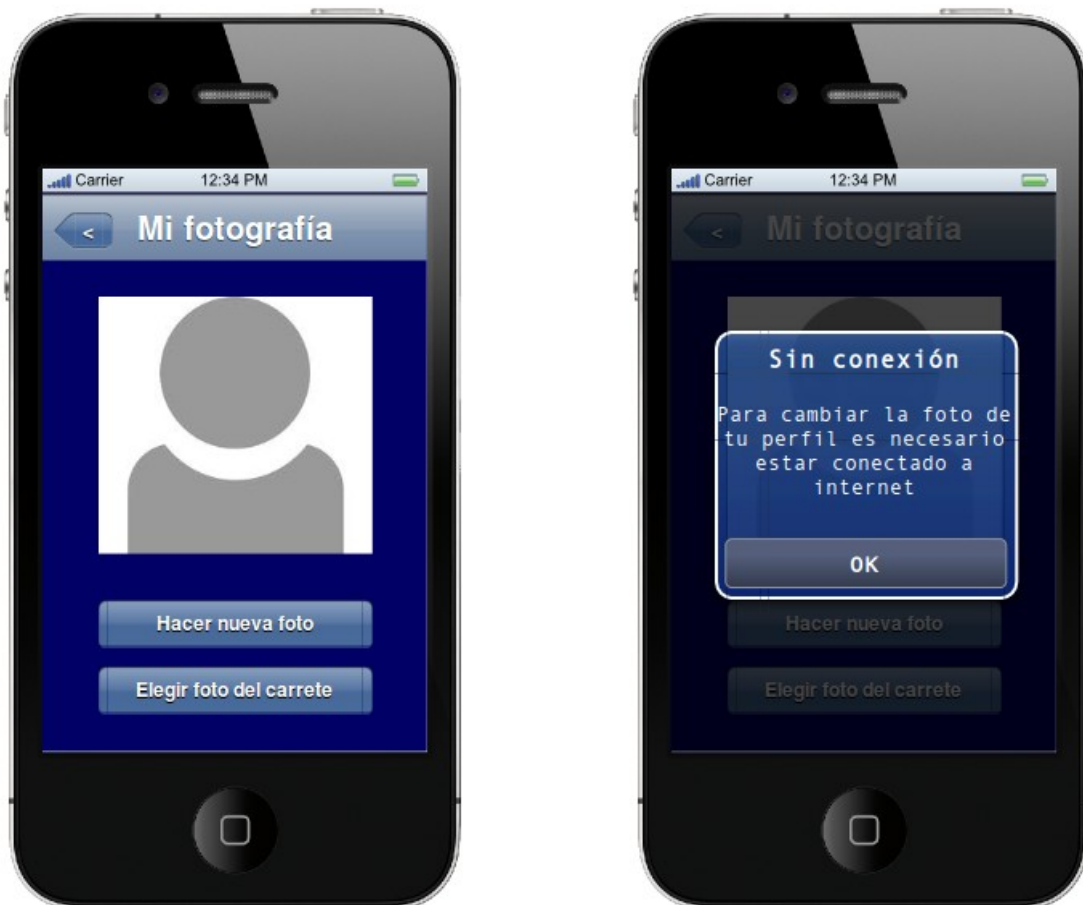 Carrier 12:34 PM
< Mi fotografía
Hacer nueva foto
Elegir foto del carrete
Carrier 12:34 PM
< Mi fotografía
Sin conexión
Para cambiar la foto de
tu perfil es necesario
estar conectado a
internet
OK
Hacer nueva foto
Elegir foto del carrete